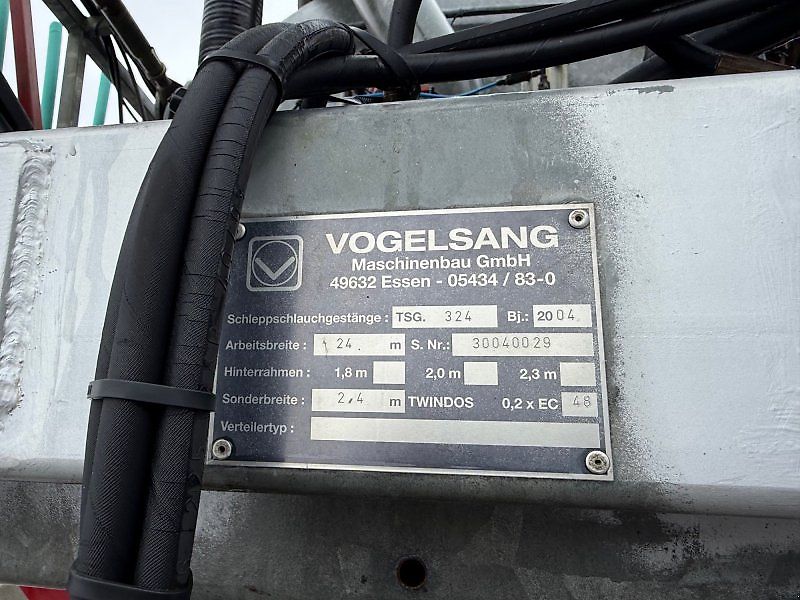 VOGELSANG
Maschinenbau GmbH
49632 Essen - 05434 / 83-0
Schleppschlauchgestänge : TSG. 324 Bj.: 2004
Arbeitsbreite : 24 m S. Nr.: 30040029
Hinterrahmen : 1,8 m 2,0 m 2,3 m
Sonderbreite : 2,4 m TWINDOS 0,2 x EC 48
Verteilertyp :